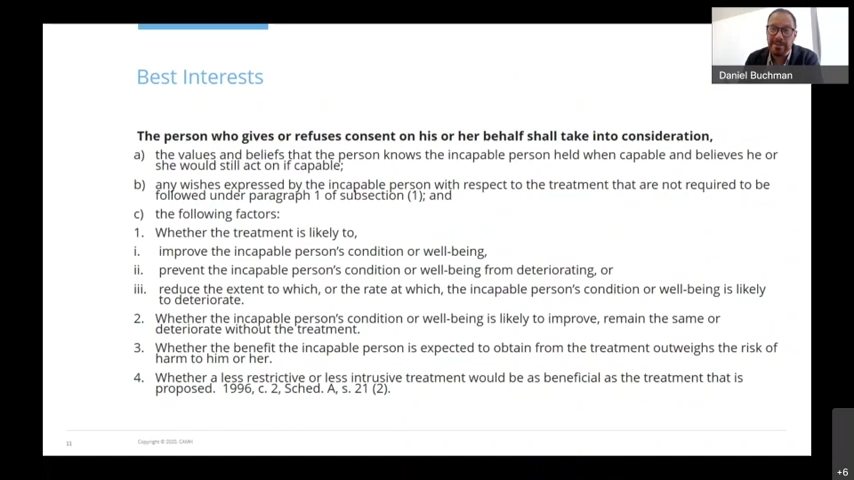 Best Interests
Daniel Buchman
The person who gives or refuses consent on his or her behalf shall take into consideration,
a) the values and beliefs that the person knows the incapable person held when capable and believes he or
she would still act on if capable;
b) any wishes expressed by the incapable person with respect to the treatment that are not required to be
followed under paragraph 1 of subsection (1); and
c) the following factors:
1. Whether the treatment is likely to,
i. improve the incapable person's condition or well-being,
ii. prevent the incapable person's condition or well-being from deteriorating, or
iii. reduce the extent to which, or the rate at which, the incapable person's condition or well-being is likely
to deteriorate.
2. Whether the incapable person's condition or well-being is likely to improve, remain the same or
deteriorate without the treatment.
3. Whether the benefit the incapable person is expected to obtain from the treatment outweighs the risk of
harm to him or her.
4. Whether a less restrictive or less intrusive treatment would be as beneficial as the treatment that is
proposed. 1996, c. 2, Sched. A, s. 21 (2).
11
Copyright © 2020, CAMH
+6